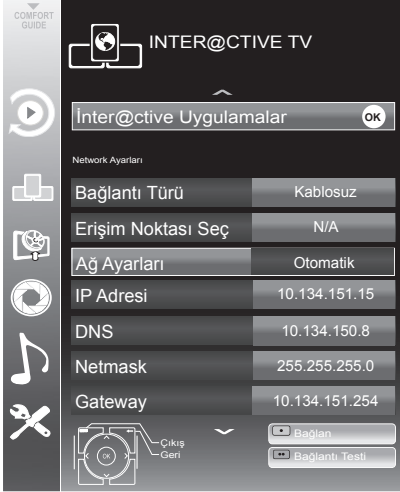 COMFORT
GUIDE
INTER@CTIVE TV
İnter@ctive Uygulamalar OK
Network Ayarları
Bağlantı Türü Kablosuz
Erişim Noktası Seç N/A
Ağ Ayarları Otomatik
IP Adresi 10.134.151.15
DNS 10.134.150.8
Netmask 255.255.255.0
Gateway 10.134.151.254
OK
Çıkış
Geri
Bağlan
Bağlantı Testi